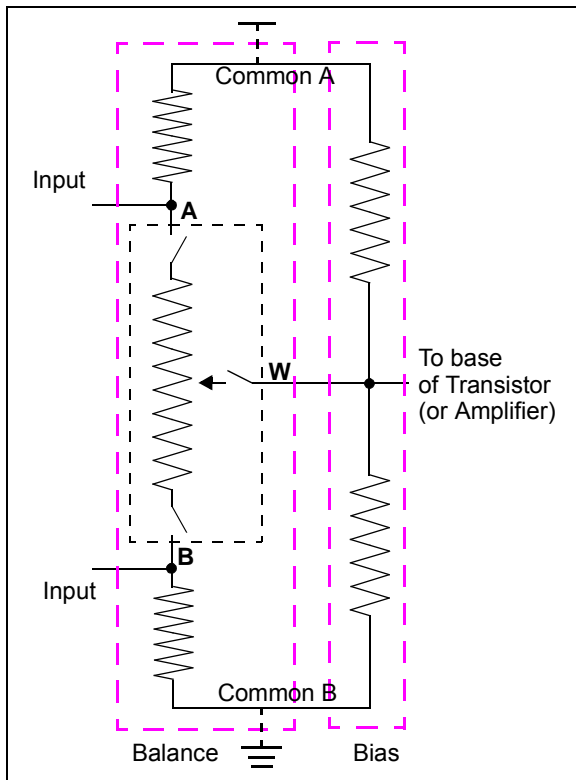 Common A
Input
A
W
To base
of Transistor
(or Amplifier)
B
Input
Common B
Balance
Bias